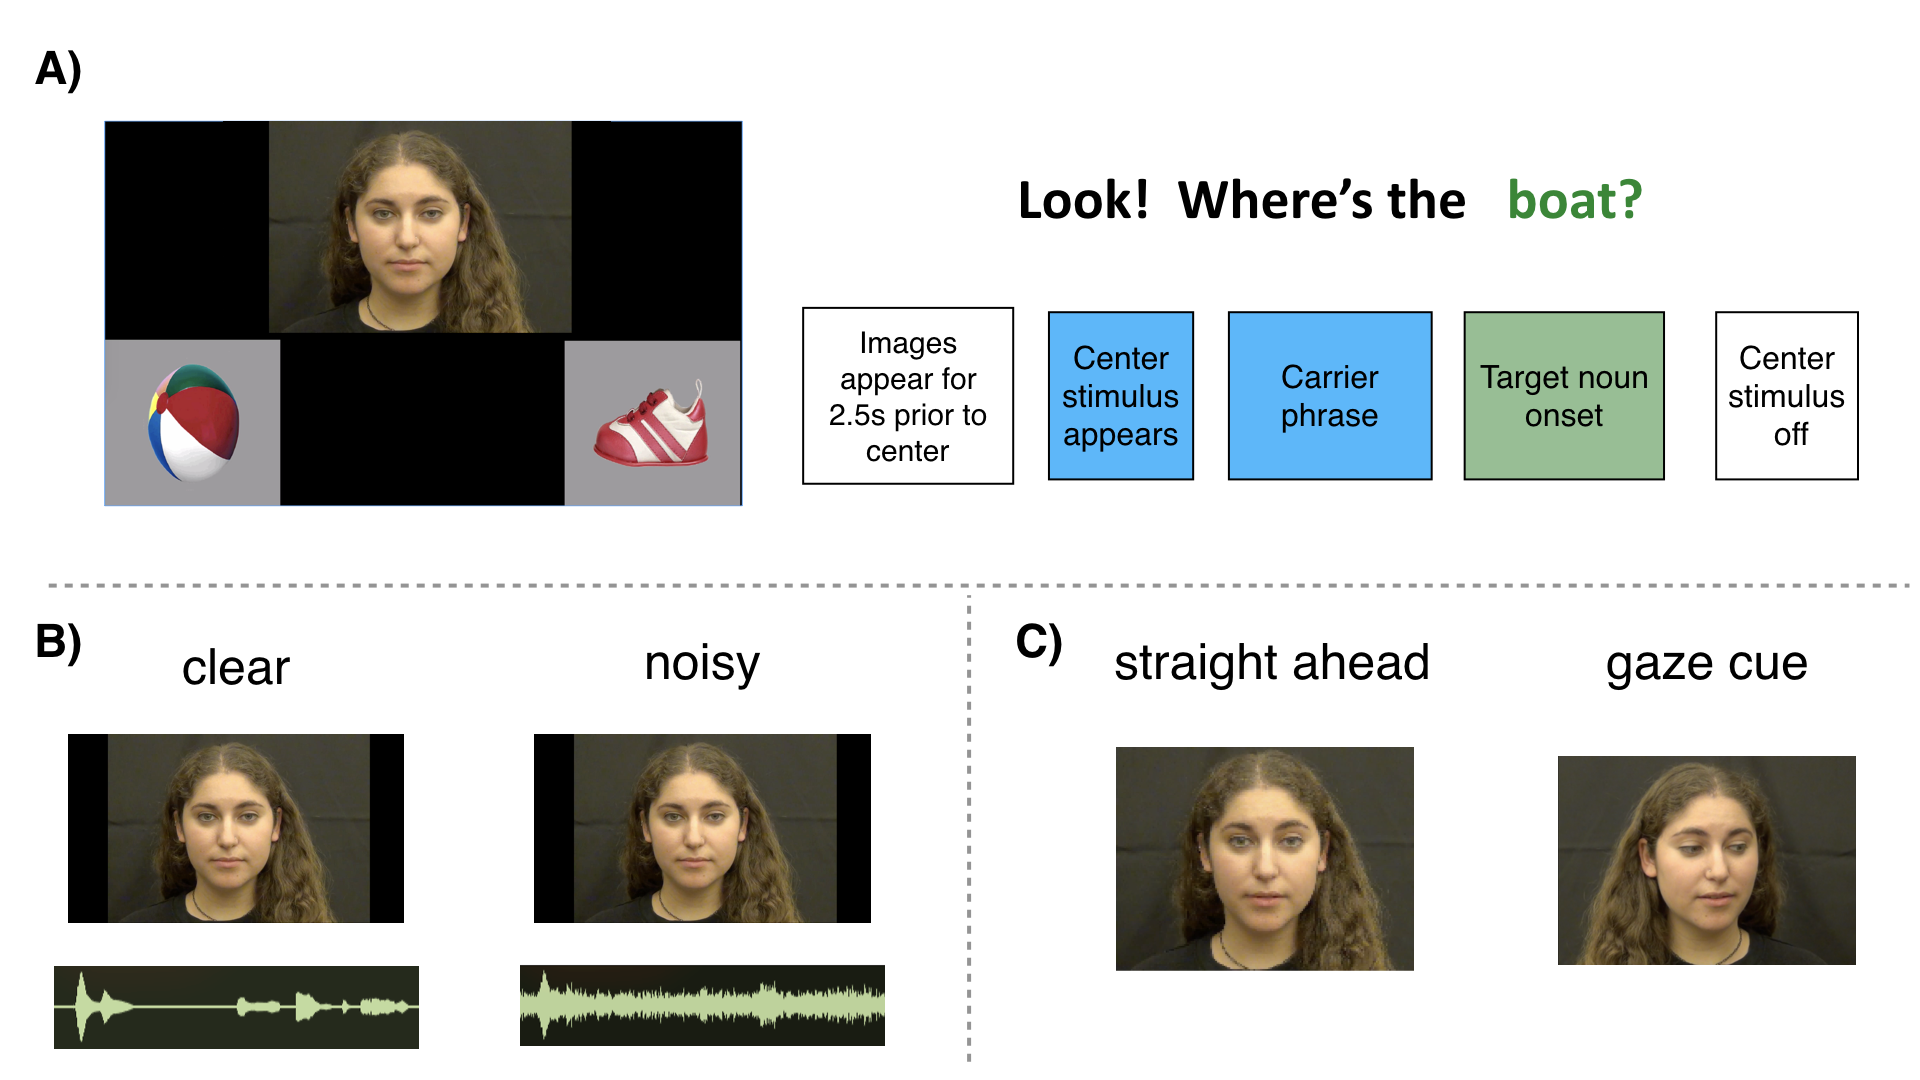 A)
Look! Where's the boat?
Images
appear for
2.5s prior to
center
Center
stimulus
appears
Carrier
phrase
Target noun
onset
Center
stimulus
off
B)
clear
noisy
C)
straight ahead
gaze cue